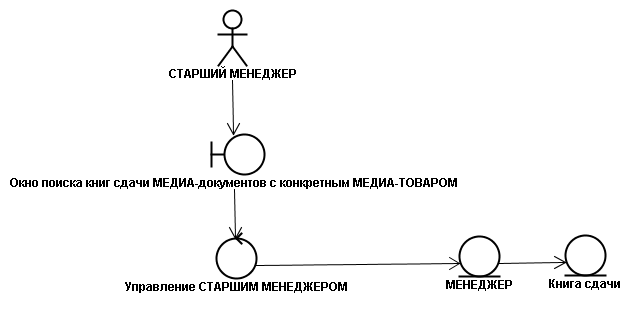 СТАРШИЙ МЕНЕДЖЕР
Окно поиска книг сдачи МЕДИА-документов с конкретным МЕДИА-ТОВАРОМ
Управление СТАРШИМ МЕНЕДЖЕРОМ
МЕНЕДЖЕР
Книга сдачи